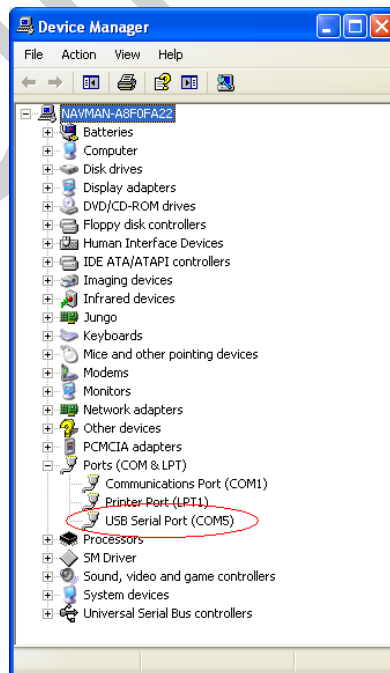 Device Manager
File Action View Help
NAVMAN-A8F0FA22
Batteries
Computer
Disk drives
Display adapters
DVD/CD-ROM drives
Floppy disk controllers
Human Interface Devices
IDE ATA/ATAPI controllers
Imaging devices
Infrared devices
Jungo
Keyboards
Mice and other pointing devices
Modems
Monitors
Network adapters
Other devices
PCMCIA adapters
Ports (COM & LPT)
Communications Port (COM1)
Printer Port (LPT1)
USB Serial Port (COM5)
Processors
SM Driver
Sound, video and game controllers
System devices
Universal Serial Bus controllers